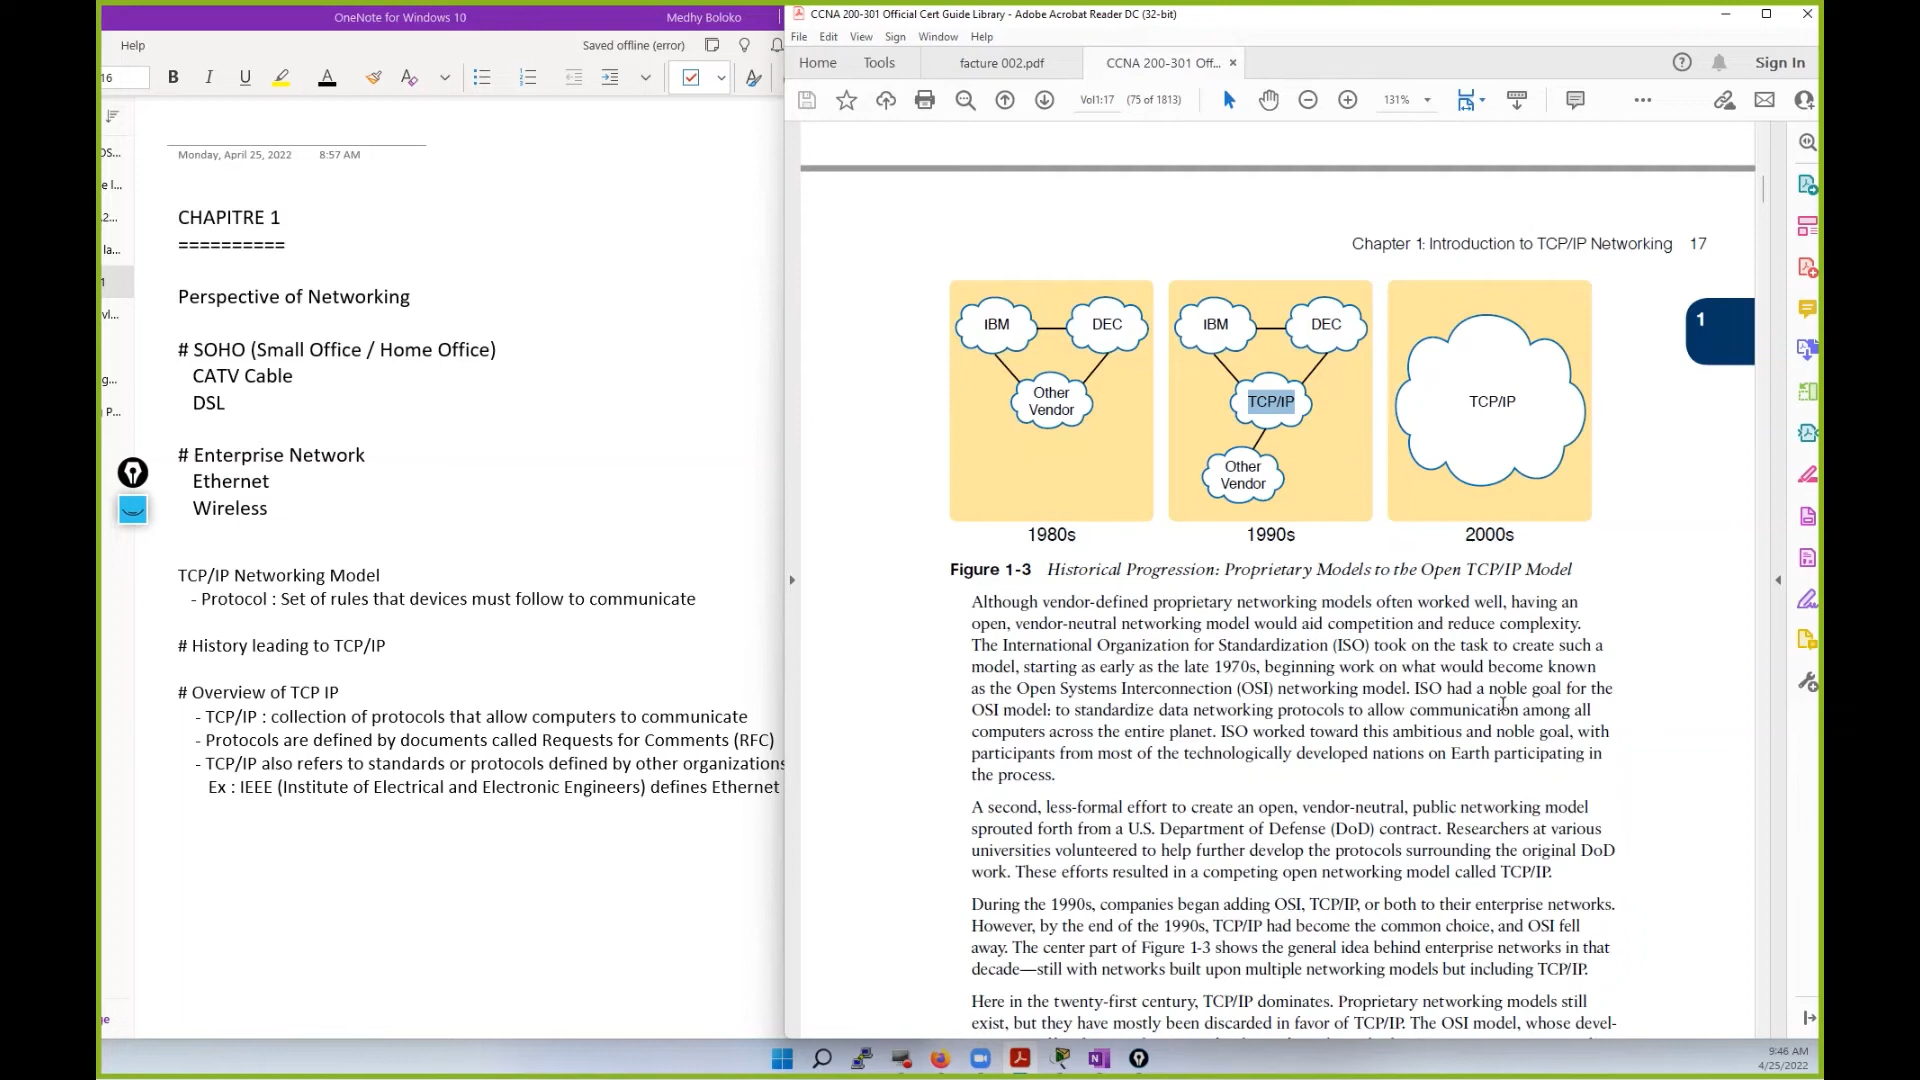 OneNote for Windows 10
Medhy Boloko
Help
Saved offline (error)
16
B I U A
Monday, April 25, 2022 8:57 AM
OS...
e l...
.2...
la...
1
vl...
g...
P...
ge
CHAPITRE 1
==========
Perspective of Networking
# SOHO (Small Office / Home Office)
CATV Cable
DSL
# Enterprise Network
Ethernet
Wireless
TCP/IP Networking Model
- Protocol : Set of rules that devices must follow to communicate
# History leading to TCP/IP
# Overview of TCP IP
- TCP/IP : collection of protocols that allow computers to communicate
- Protocols are defined by documents called Requests for Comments (RFC)
- TCP/IP also refers to standards or protocols defined by other organizations
Ex : IEEE (Institute of Electrical and Electronic Engineers) defines Ethernet
CCNA 200-301 Official Cert Guide Library - Adobe Acrobat Reader DC (32-bit)
File Edit View Sign Window Help
Home Tools facture 002.pdf CCNA 200-301 Off... × Sign In
Vol1:17 (75 of 1813) 131%
Chapter 1: Introduction to TCP/IP Networking 17
1
IBM DEC
Other
Vendor
1980s
IBM DEC
TCP/IP
Other
Vendor
1990s
TCP/IP
2000s
Figure 1-3 Historical Progression: Proprietary Models to the Open TCP/IP Model
Although vendor-defined proprietary networking models often worked well, having an
open, vendor-neutral networking model would aid competition and reduce complexity.
The International Organization for Standardization (ISO) took on the task to create such a
model, starting as early as the late 1970s, beginning work on what would become known
as the Open Systems Interconnection (OSI) networking model. ISO had a noble goal for the
OSI model: to standardize data networking protocols to allow communication among all
computers across the entire planet. ISO worked toward this ambitious and noble goal, with
participants from most of the technologically developed nations on Earth participating in
the process.
A second, less-formal effort to create an open, vendor-neutral, public networking model
sprouted forth from a U.S. Department of Defense (DoD) contract. Researchers at various
universities volunteered to help further develop the protocols surrounding the original DoD
work. These efforts resulted in a competing open networking model called TCP/IP.
During the 1990s, companies began adding OSI, TCP/IP, or both to their enterprise networks.
However, by the end of the 1990s, TCP/IP had become the common choice, and OSI fell
away. The center part of Figure 1-3 shows the general idea behind enterprise networks in that
decade—still with networks built upon multiple networking models but including TCP/IP.
Here in the twenty-first century, TCP/IP dominates. Proprietary networking models still
exist, but they have mostly been discarded in favor of TCP/IP. The OSI model, whose devel-
9:46 AM
4/25/2022